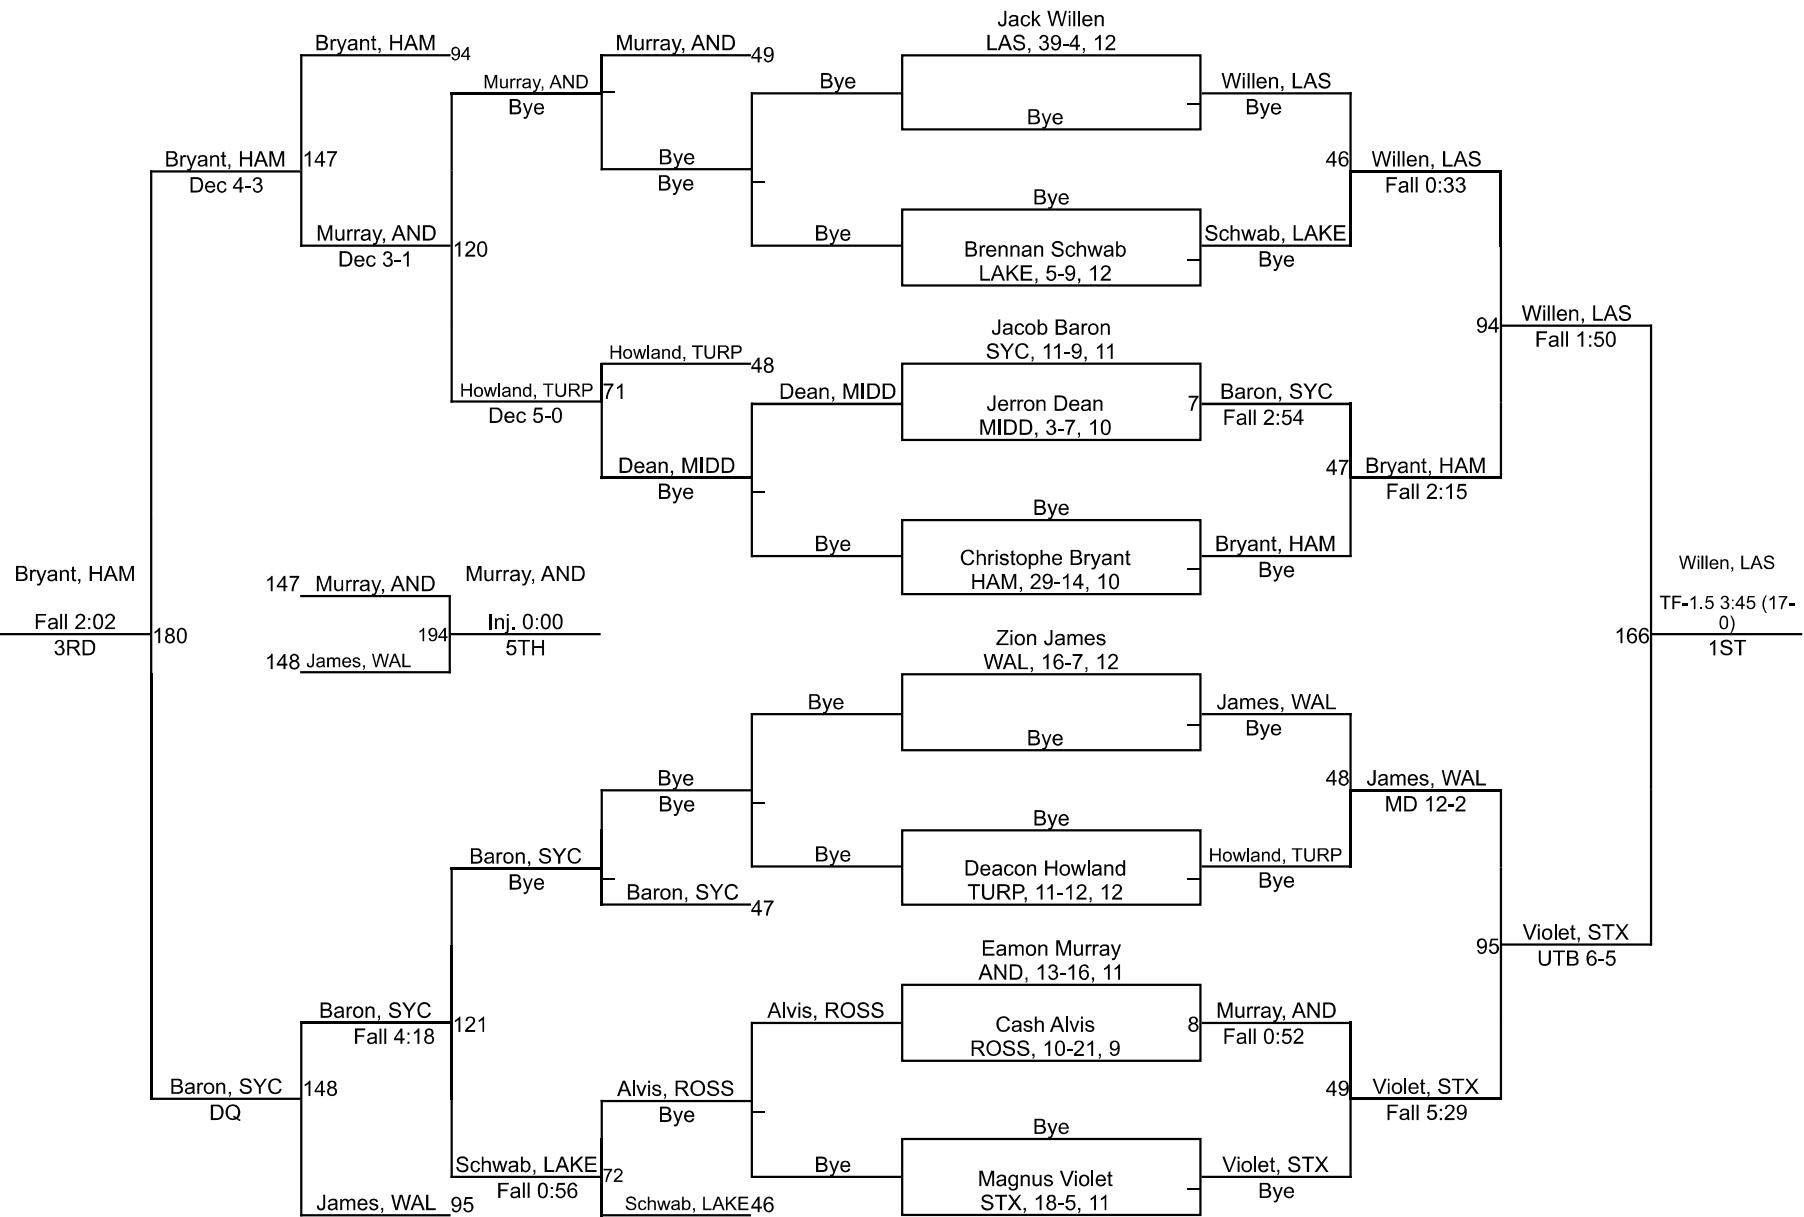 Jack Willen
LAS, 39-4, 12
Bye
Bye
Brennan Schwab
LAKE, 5-9, 12
Jacob Baron
SYC, 11-9, 11
Jerron Dean
MIDD, 3-7, 10
7
Bye
Christophe Bryant
HAM, 29-14, 10
Zion James
WAL, 16-7, 12
Bye
Bye
Deacon Howland
TURP, 11-12, 12
Eamon Murray
AND, 13-16, 11
Cash Alvis
ROSS, 10-21, 9
8
Bye
Magnus Violet
STX, 18-5, 11
Willen, LAS
Bye
46
Schwab, LAKE
Bye
Baron, SYC
Fall 2:54
47
Bryant, HAM
Bye
James, WAL
Bye
48
Howland, TURP
Bye
Murray, AND
Fall 0:52
49
Violet, STX
Bye
Willen, LAS
Fall 0:33
94
Bryant, HAM
Fall 2:15
James, WAL
MD 12-2
95
Violet, STX
Fall 5:29
Willen, LAS
Fall 1:50
166
Violet, STX
UTB 6-5
Willen, LAS
TF-1.5 3:45 (17-
0)
1ST
Bye
Bye
Dean, MIDD
Bye
Bye
Bye
Alvis, ROSS
Bye
Murray, AND
49
Bye
Bye
Howland, TURP
48
Dean, MIDD
Bye
Bye
Bye
Baron, SYC
47
Alvis, ROSS
Bye
Schwab, LAKE
46
Murray, AND
Bye
Howland, TURP
71
Dec 5-0
Baron, SYC
Bye
Schwab, LAKE
72
Fall 0:56
Bryant, HAM
94
Murray, AND
Dec 3-1
120
Baron, SYC
Fall 4:18
121
James, WAL
95
Bryant, HAM
147
Dec 4-3
Baron, SYC
148
DQ
Bryant, HAM
Fall 2:02
3RD
180
147 Murray, AND
148 James, WAL
194
Murray, AND
Inj. 0:00
5TH